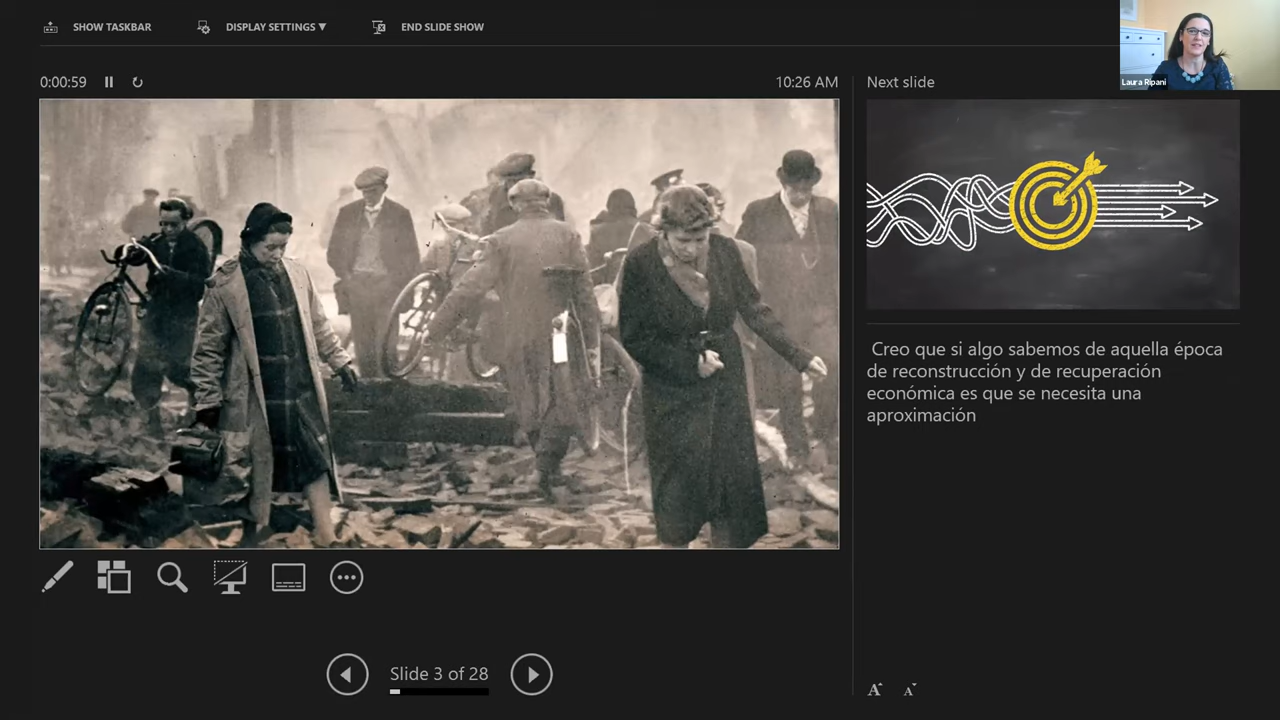 SHOW TASKBAR
DISPLAY SETTINGS ▼
END SLIDE SHOW
Laura Ripani
0:00:59
10:26 AM
Next slide
Creo que si algo sabemos de aquella época
de reconstrucción y de recuperación
económica es que se necesita una
aproximación
Slide 3 of 28
A A